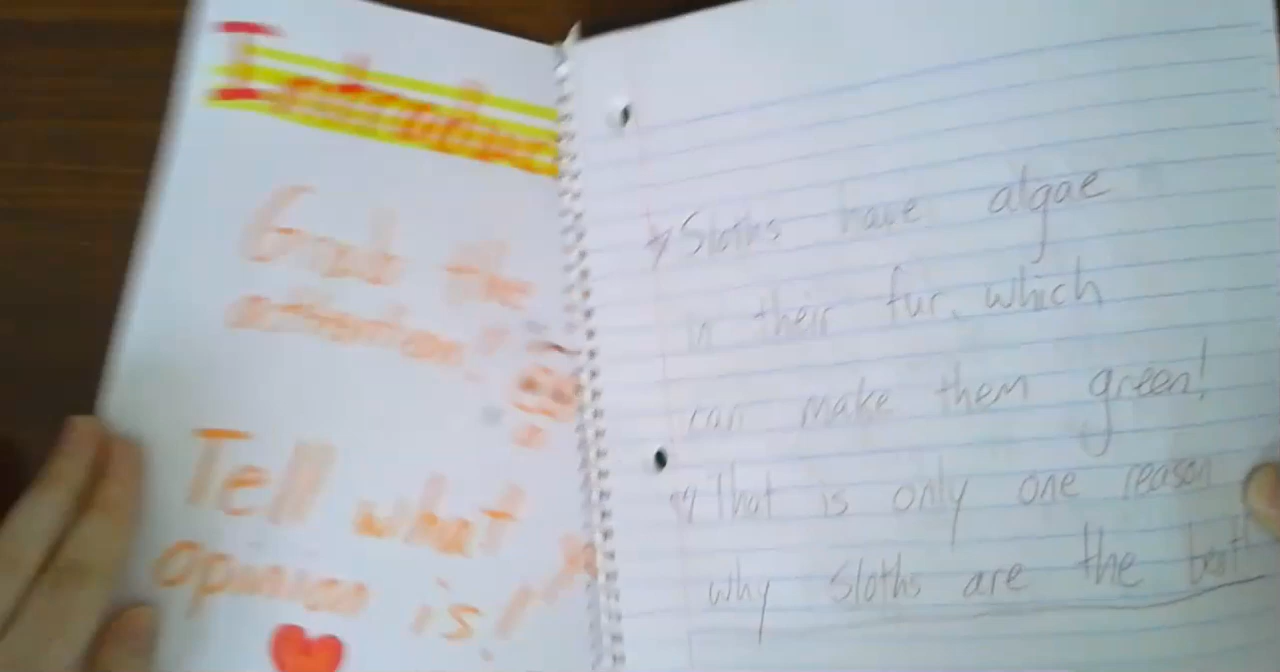 Introduction
Grab the
attention!
Tell what
opinion is!
Sloths have algae
in their fur, which
can make them green!
That is only one reason
why sloths are the best